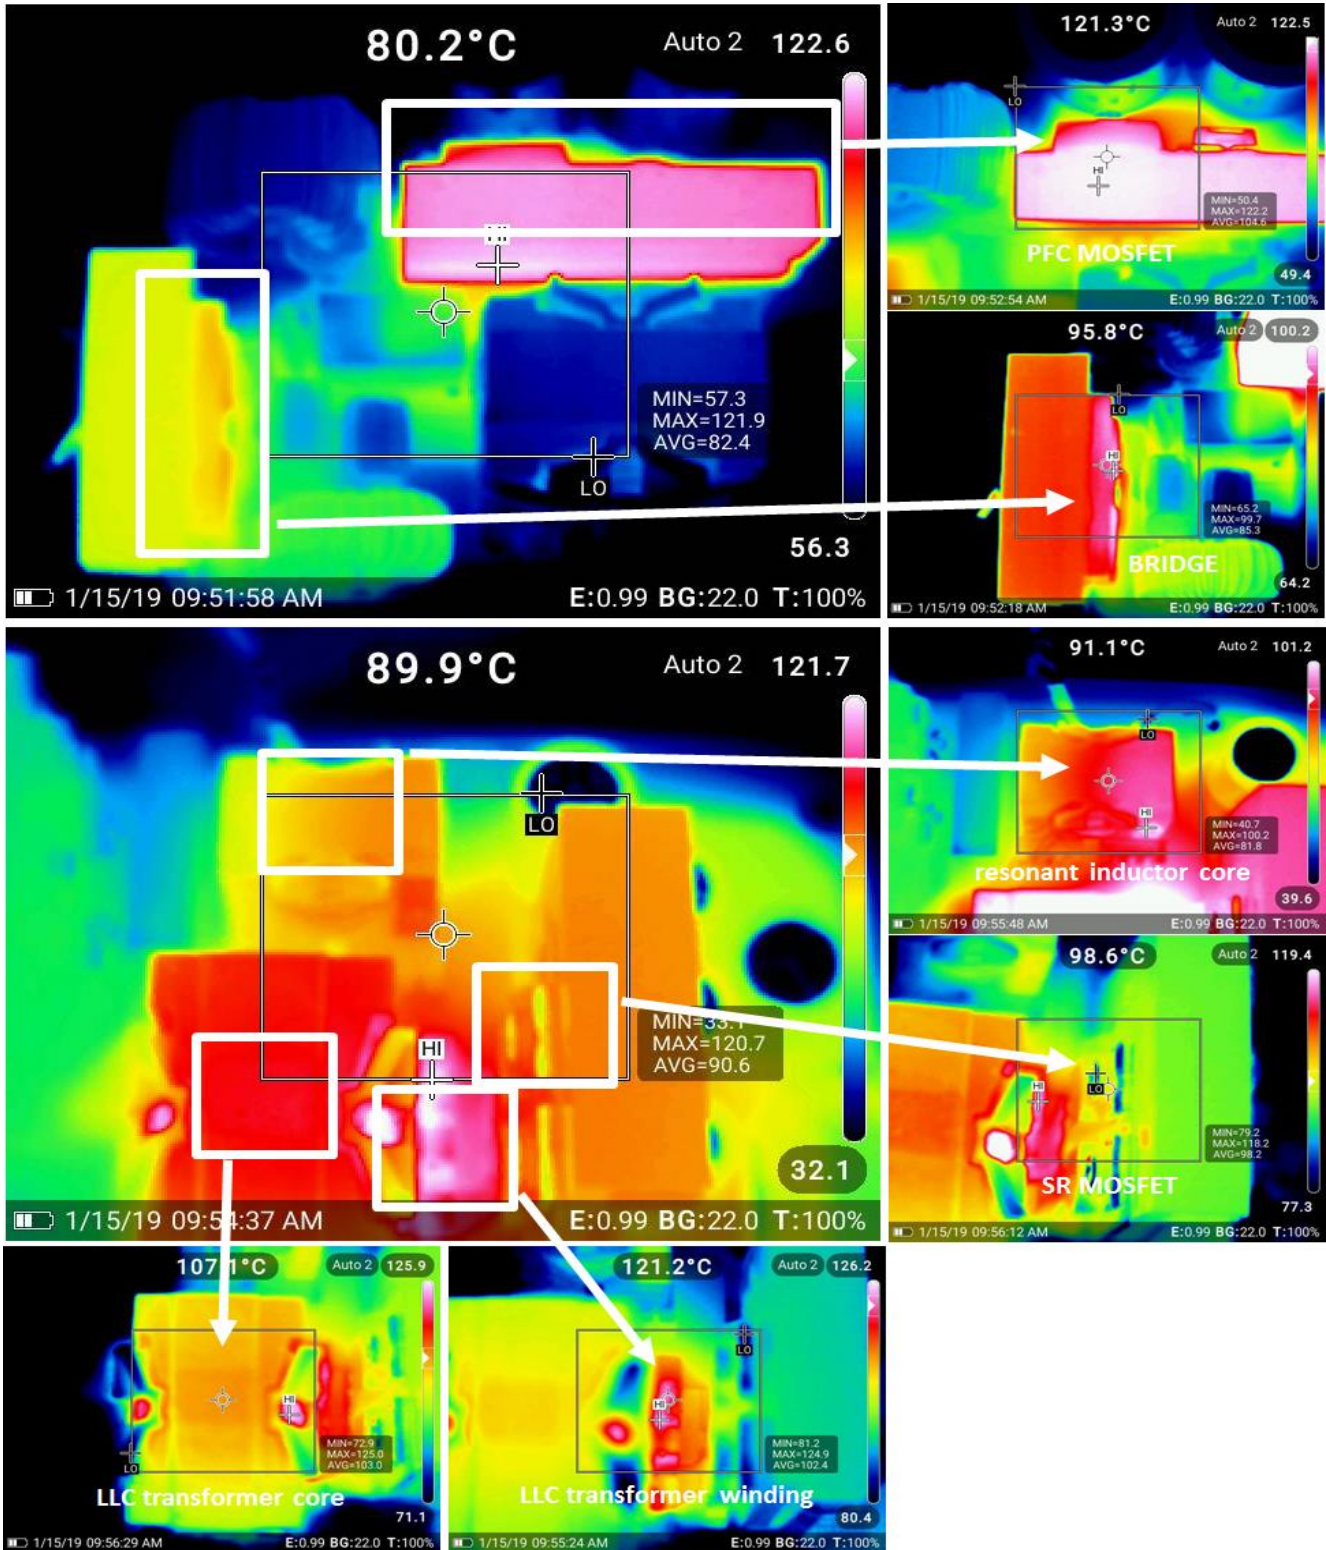 80.2°C
Auto 2 122.6
HI
MIN=57.3
MAX=121.9
AVG=82.4
LO
56.3
1/15/19 09:51:58 AM E:0.99 BG:22.0 T:100%
121.3°C
Auto 2 122.5
LO
HI
MIN=50.4
MAX=122.2
AVG=104.6
PFC MOSFET
49.4
1/15/19 09:52:54 AM E:0.99 BG:22.0 T:100%
95.8°C
Auto 2 100.2
LO
HI
MIN=65.2
MAX=99.7
AVG=85.3
BRIDGE
64.2
1/15/19 09:52:18 AM E:0.99 BG:22.0 T:100%
89.9°C
Auto 2 121.7
LO
HI
MIN=33.1
MAX=120.7
AVG=90.6
32.1
1/15/19 09:54:37 AM E:0.99 BG:22.0 T:100%
91.1°C
Auto 2 101.2
LO
HI
MIN=40.7
MAX=100.2
AVG=81.8
resonant inductor core
39.6
1/15/19 09:55:48 AM E:0.99 BG:22.0 T:100%
98.6°C
Auto 2 119.4
HI
LO
MIN=79.2
MAX=118.2
AVG=98.2
SR MOSFET
77.3
1/15/19 09:56:12 AM E:0.99 BG:22.0 T:100%
107.1°C
Auto 2 125.9
HI
MIN=72.9
MAX=125.0
AVG=103.0
LO
LLC transformer core
71.1
1/15/19 09:56:29 AM E:0.99 BG:22.0 T:100%
121.2°C
Auto 2 126.2
LO
HI
MIN=81.2
MAX=124.9
AVG=102.4
LLC transformer winding
80.4
1/15/19 09:55:24 AM E:0.99 BG:22.0 T:100%